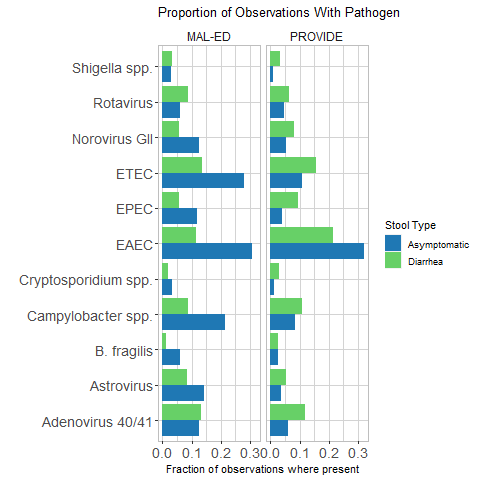 Proportion of Observations With Pathogen
MAL-ED
PROVIDE
Shigella spp.
Rotavirus
Norovirus GII
ETEC
EPEC
EAEC
Cryptosporidium spp.
Campylobacter spp.
B. fragilis
Astrovirus
Adenovirus 40/41
0.0 0.1 0.2 0.3 0.0 0.1 0.2 0.3
Fraction of observations where present
Stool Type
Asymptomatic
Diarrhea